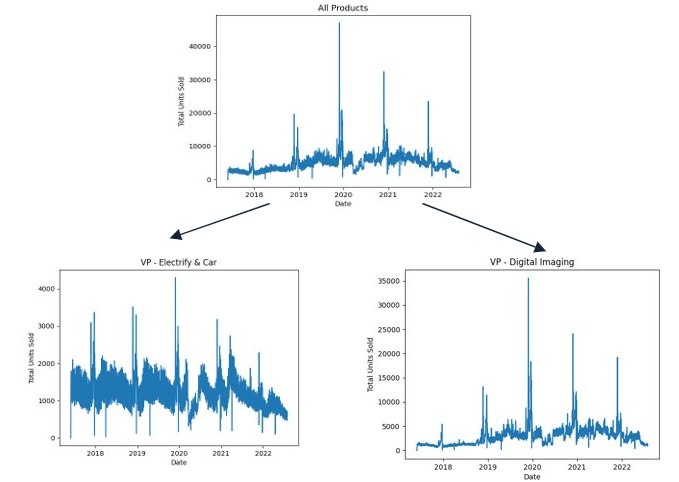 All Products
Total Units Sold
40000
30000
20000
10000
0
2018 2019 2020 2021 2022
Date
VP - Electrify & Car
Total Units Sold
4000
3000
2000
1000
0
2018 2019 2020 2021 2022
Date
VP - Digital Imaging
Total Units Sold
35000
30000
25000
20000
15000
10000
5000
0
2018 2019 2020 2021 2022
Date